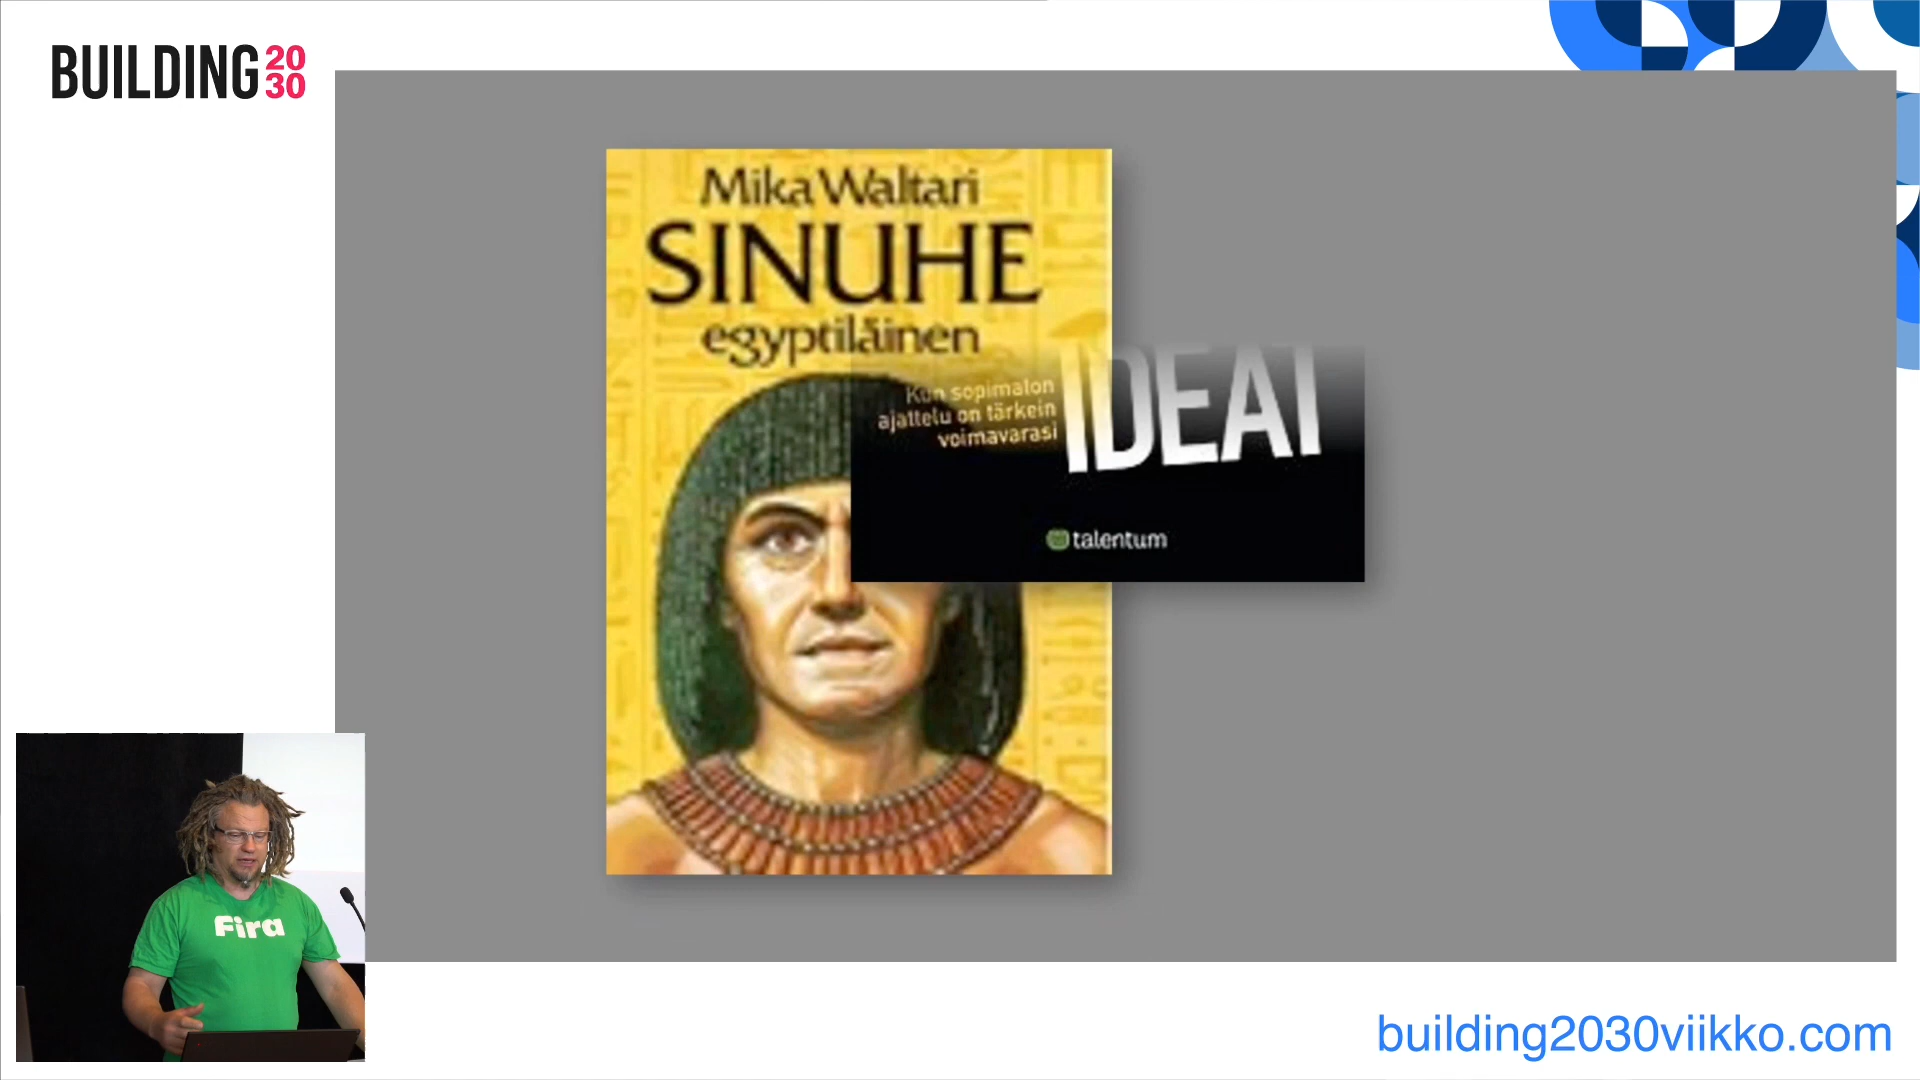 BUILDING 20
30
Mika Waltari
SINUHE
egyptiläinen
IDEAT
Kun sopimaton
ajattelu on tärkein
voimavarasi
talentum
Fira
building2030viikko.com